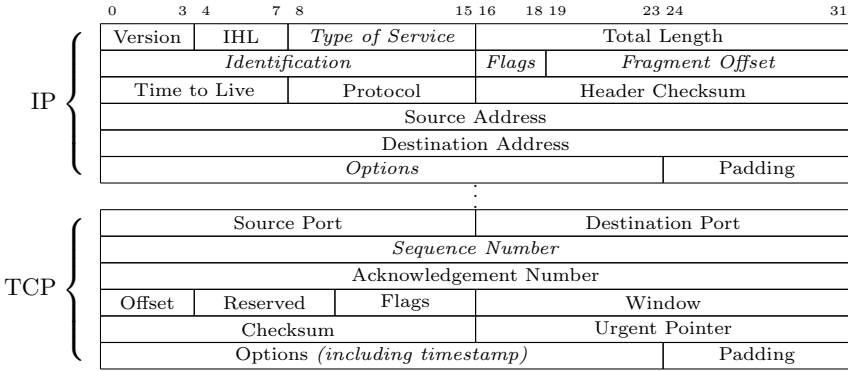 0 3 4 7 8 15 16 18 19 23 24 31
Version IHL Type of Service Total Length
Identification Flags Fragment Offset
IP Time to Live Protocol Header Checksum
Source Address
Destination Address
Options Padding
Source Port Destination Port
Sequence Number
TCP Acknowledgement Number
Offset Reserved Flags Window
Checksum Urgent Pointer
Options (including timestamp) Padding